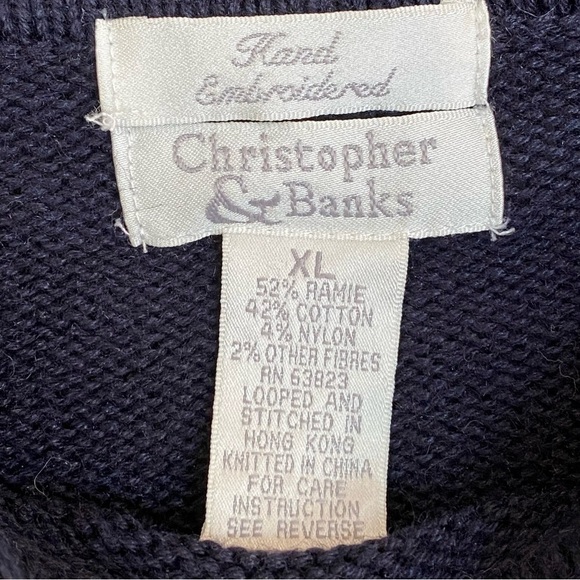 Hand
Embroidered
Christopher
& Banks
XL
52% RAMIE
42% COTTON
4% NYLON
2% OTHER FIBRES
RN 63823
LOOPED AND
STITCHED IN
HONG KONG
KNITTED IN CHINA
FOR CARE
INSTRUCTION
SEE REVERSE